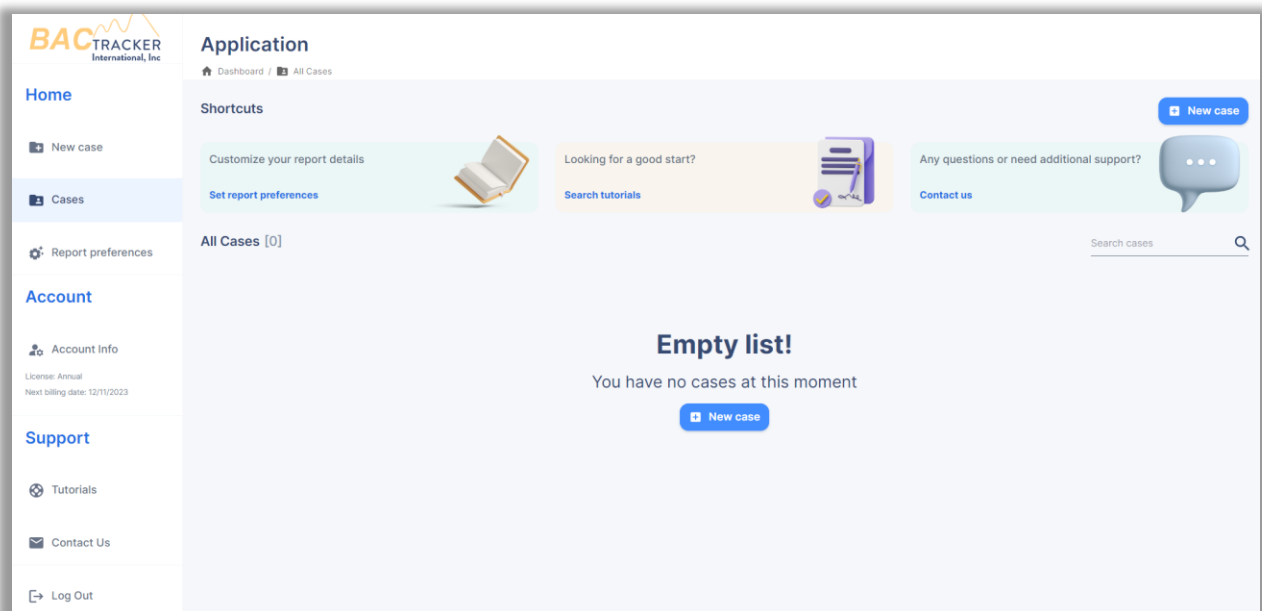 BACTRACKER
International, Inc
Home
New case
Cases
Report preferences
Account
Account Info
License: Annual
Next billing date: 12/11/2023
Support
Tutorials
Contact Us
Log Out
Application
Dashboard / All Cases
Shortcuts
New case
Customize your report details
Set report preferences
Looking for a good start?
Search tutorials
Any questions or need additional support?
Contact us
All Cases [0]
Search cases
Empty list!
You have no cases at this moment
New case